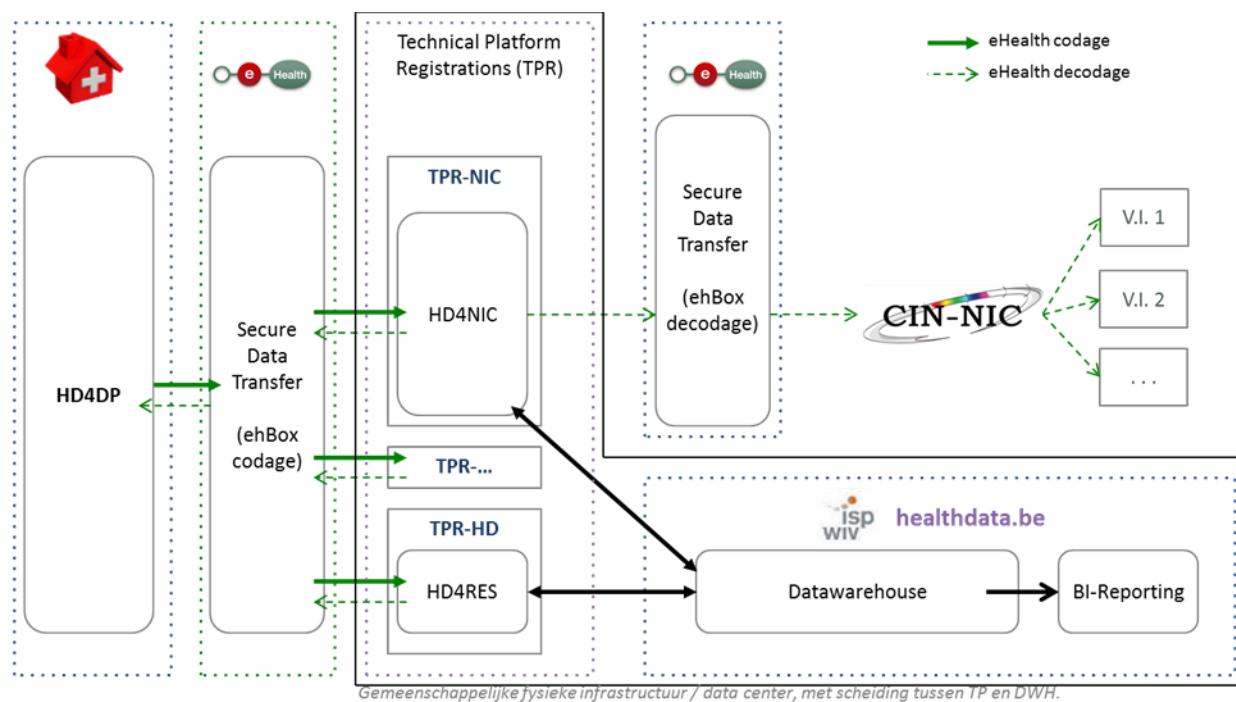 Technical Platform
Registrations (TPR)
eHealth codage
eHealth decodage
e
Health
e
Health
HD4DP
Secure
Data
Transfer
(ehBox
codage)
TPR-NIC
HD4NIC
TPR-...
TPR-HD
HD4RES
Secure
Data
Transfer
(ehBox
decodage)
CIN-NIC
V.I. 1
V.I. 2
. . .
isp
wiv
healthdata.be
Datawarehouse
BI-Reporting
Gemeenschappelijke fysieke infrastructuur / data center, met scheiding tussen TP en DWH.